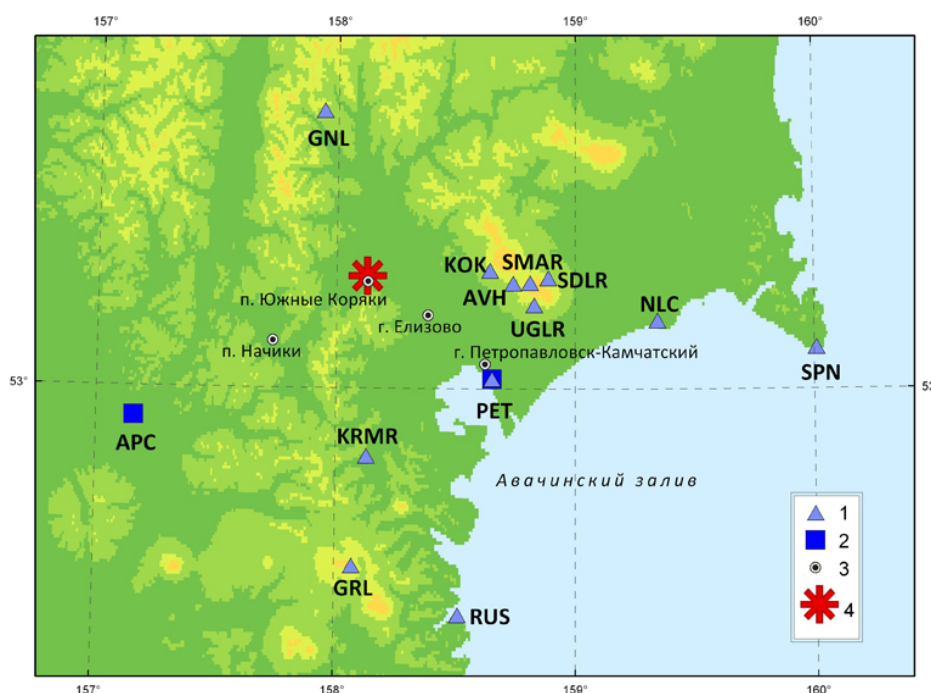 157° 158° 159° 160°
GNL
KOK SMAR
SDLR
AVH
п. Южные Коряки
г. Елизово
UGLR
NLC
п. Начики
г. Петропавловск-Камчатский
SPN
53° 53
PET
APC
KRMR
Авачинский залив
1
2
3
4
GRL
RUS
157° 158° 159° 160°